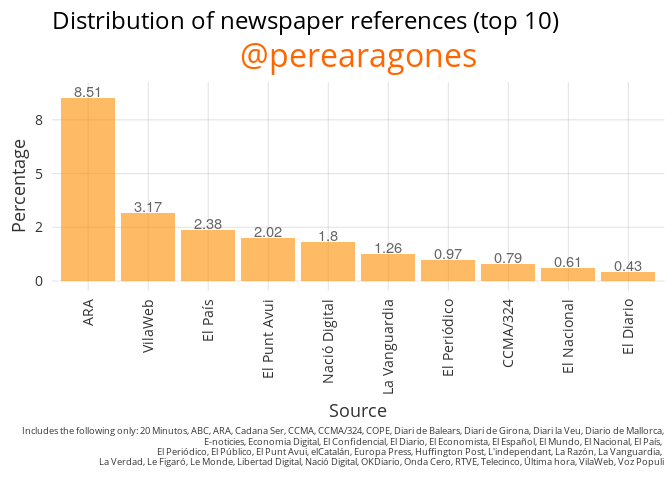 Distribution of newspaper references (top 10)
@perearagones
Percentage
8
5
2
0
8.51
3.17
2.38
2.02
1.8
1.26
0.97
0.79
0.61
0.43
ARA
VilaWeb
El País
El Punt Avui
Nació Digital
La Vanguardia
El Periódico
CCMA/324
El Nacional
El Diario
Source
Includes the following only: 20 Minutos, ABC, ARA, Cadana Ser, CCMA, CCMA/324, COPE, Diari de Balears, Diari de Girona, Diari la Veu, Diario de Mallorca,
E-noticies, Economia Digital, El Confidencial, El Diario, El Economista, El Español, El Mundo, El Nacional, El País,
El Periódico, El Público, El Punt Avui, elCatalán, Europa Press, Huffington Post, L'independant, La Razón, La Vanguardia,
La Verdad, Le Figaró, Le Monde, Libertad Digital, Nació Digital, OKDiario, Onda Cero, RTVE, Telecinco, Última hora, VilaWeb, Voz Populi